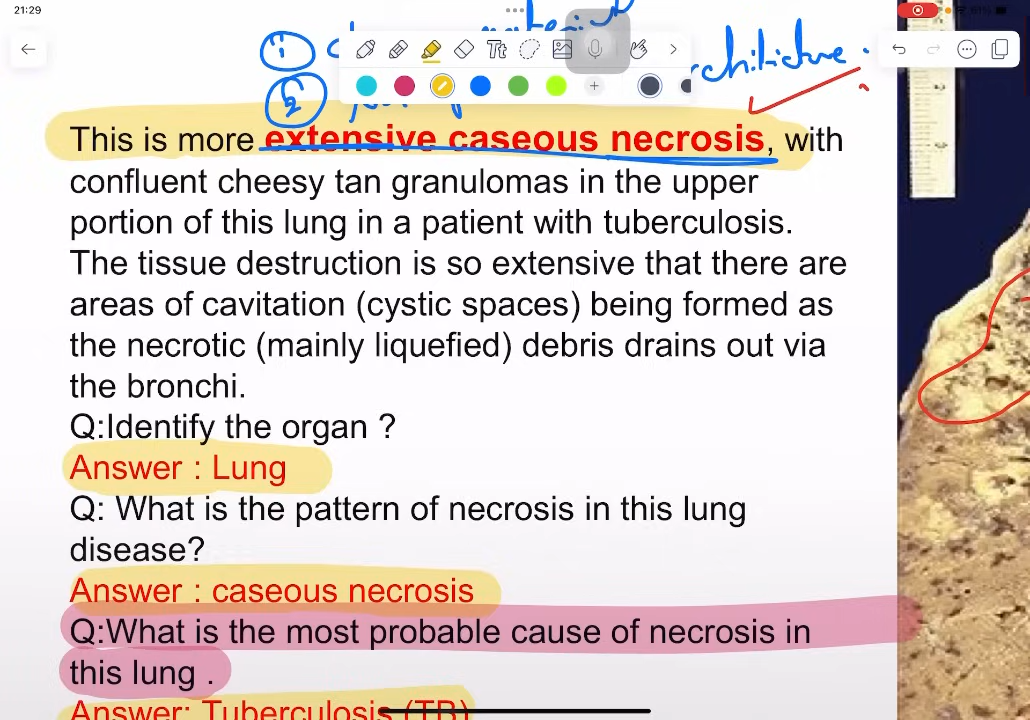 21:29
Tt
This is more extensive caseous necrosis, with
confluent cheesy tan granulomas in the upper
portion of this lung in a patient with tuberculosis.
The tissue destruction is so extensive that there are
areas of cavitation (cystic spaces) being formed as
the necrotic (mainly liquefied) debris drains out via
the bronchi.
Q:Identify the organ ?
Answer : Lung
Q: What is the pattern of necrosis in this lung
disease?
Answer : caseous necrosis
Q:What is the most probable cause of necrosis in
this lung .
Answer: Tuberculosis (TB)